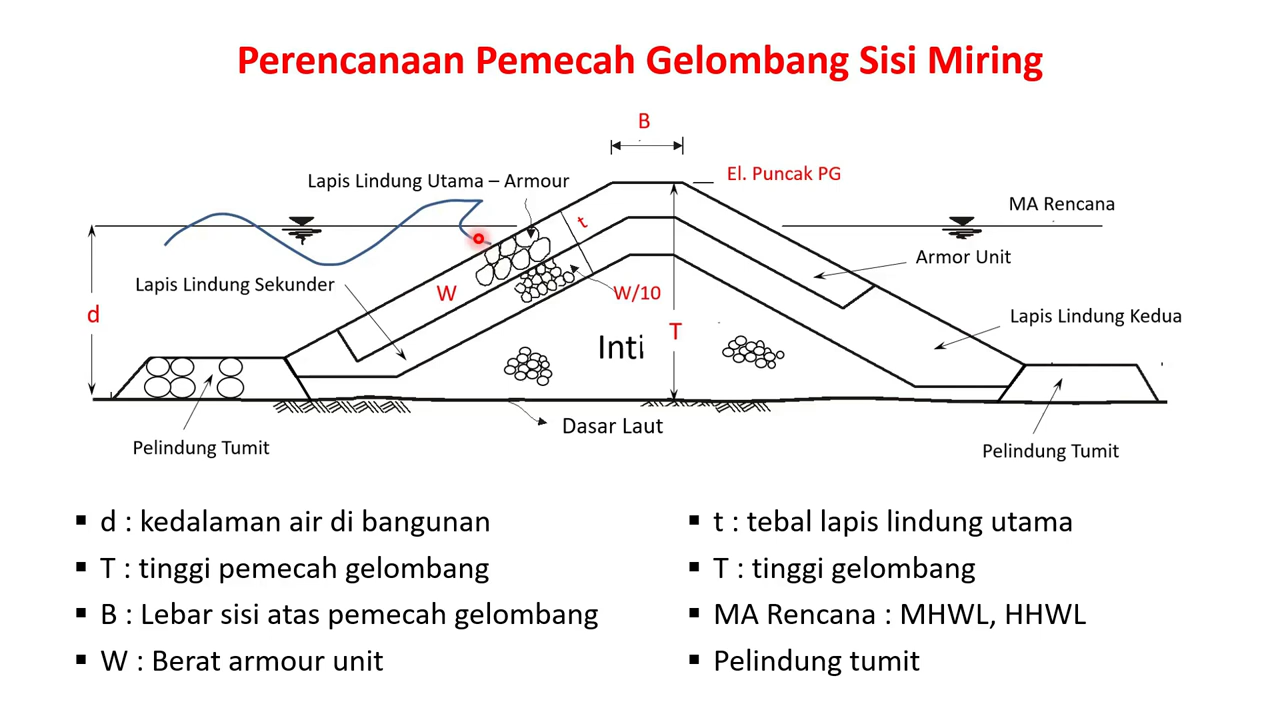 Perencanaan Pemecah Gelombang Sisi Miring
B
El. Puncak PG
Lapis Lindung Utama – Armour
MA Rencana
t
Armor Unit
Lapis Lindung Sekunder
W
W/10
d
Lapis Lindung Kedua
T
Inti
Dasar Laut
Pelindung Tumit
Pelindung Tumit
▪ d : kedalaman air di bangunan
▪ T : tinggi pemecah gelombang
▪ B : Lebar sisi atas pemecah gelombang
▪ W : Berat armour unit
▪ t : tebal lapis lindung utama
▪ T : tinggi gelombang
▪ MA Rencana : MHWL, HHWL
▪ Pelindung tumit